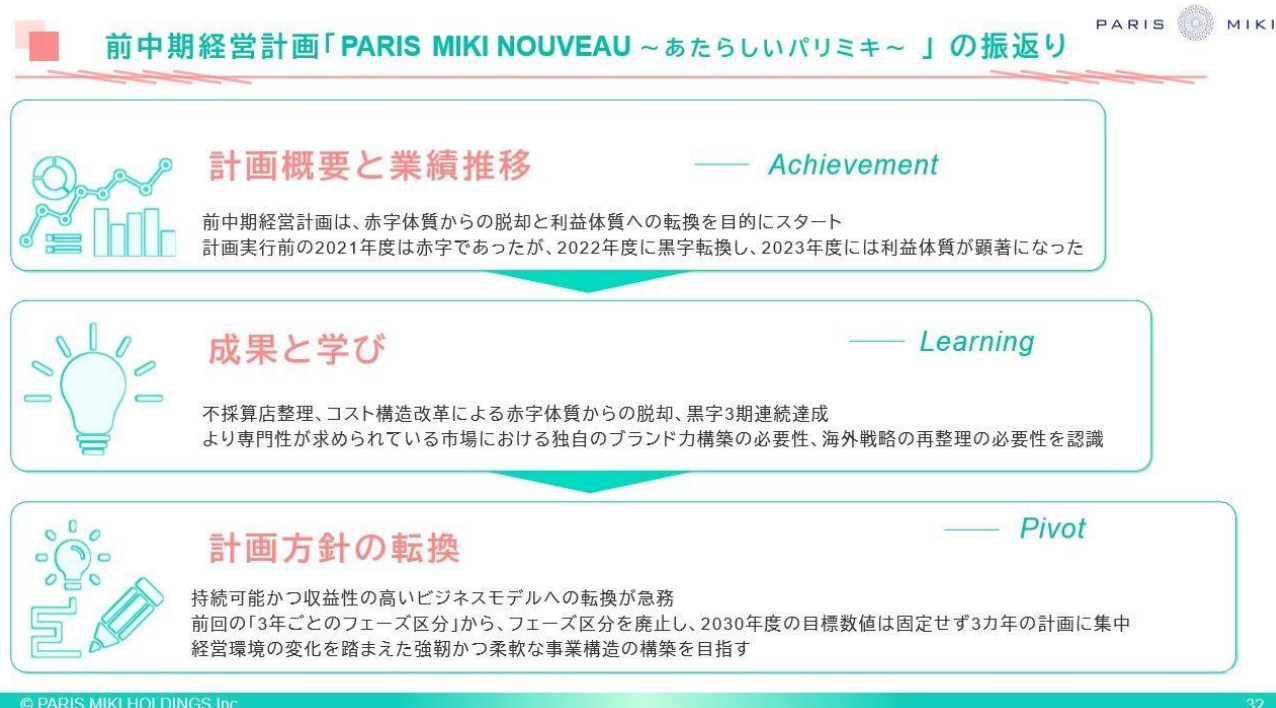 PARIS MIKI
前中期経営計画「PARIS MIKI NOUVEAU ～あたらしいパリミキ～ 」の振返り
計画概要と業績推移
Achievement
前中期経営計画は、赤字体質からの脱却と利益体質への転換を目的にスタート
計画実行前の2021年度は赤字であったが、2022年度に黒字転換し、2023年度には利益体質が顕著になった
成果と学び
Learning
不採算店整理、コスト構造改革による赤字体質からの脱却、黒字3期連続達成
より専門性が求められている市場における独自のブランド力構築の必要性、海外戦略の再整理の必要性を認識
計画方針の転換
Pivot
持続可能かつ収益性の高いビジネスモデルへの転換が急務
前回の「3年ごとのフェーズ区分」から、フェーズ区分を廃止し、2030年度の目標数値は固定せず3カ年の計画に集中
経営環境の変化を踏まえた強靭かつ柔軟な事業構造の構築を目指す
© PARIS MIKI HOLDINGS Inc.
32